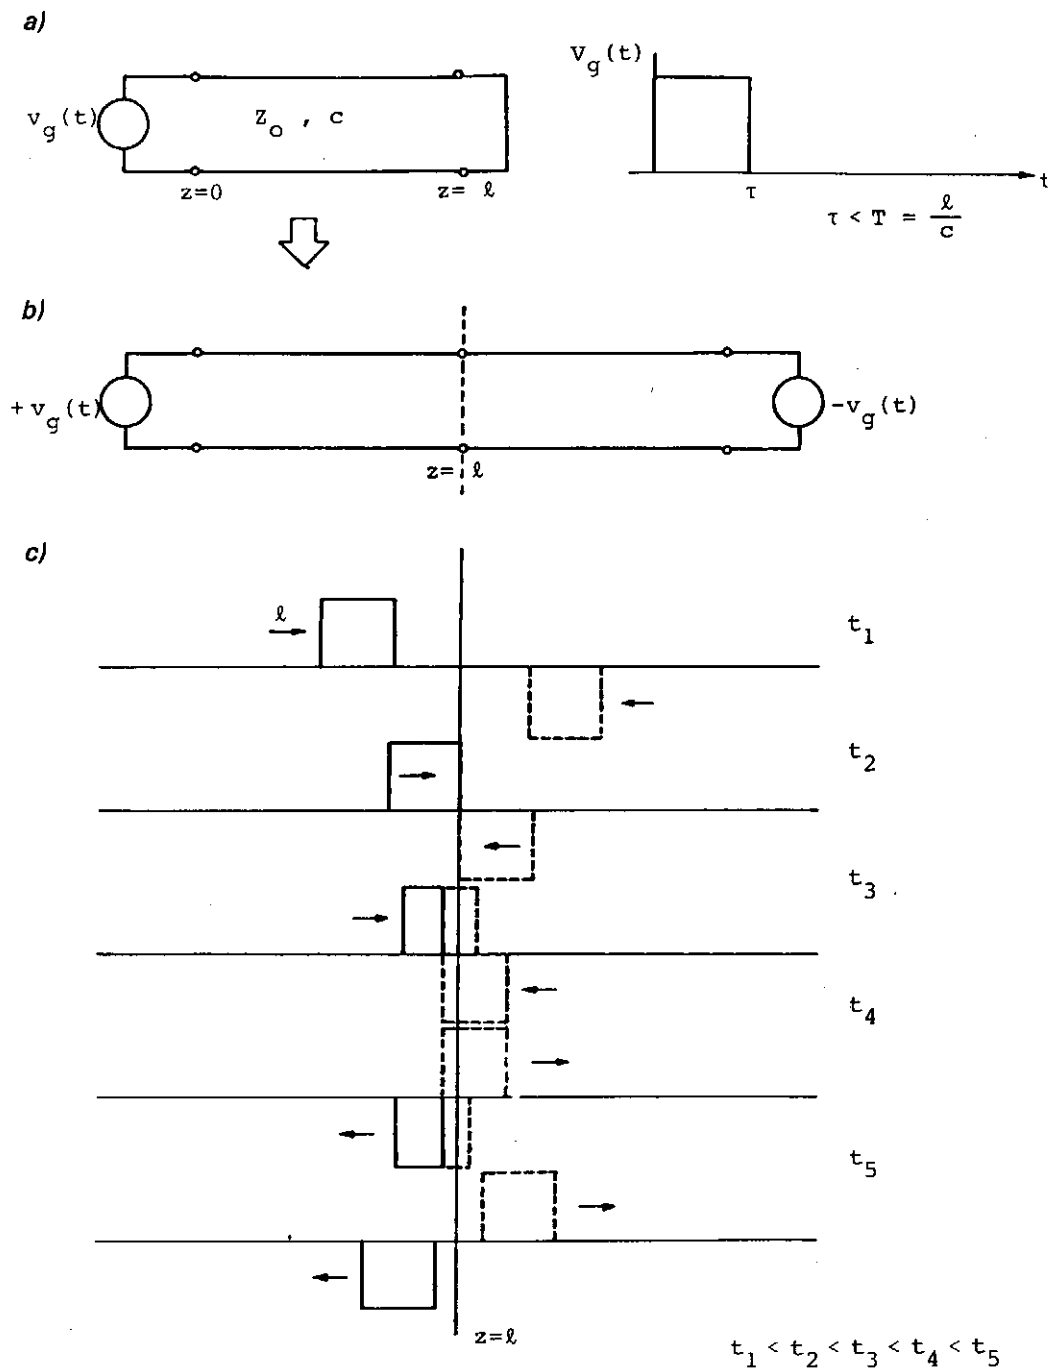 a)
v_g(t)
Z_o , c
z=0
z= ℓ
V_g(t)
τ
t
τ < T = ℓ/c
b)
+v_g(t)
-v_g(t)
z= ℓ
c)
ℓ
t_1
t_2
t_3
t_4
t_5
z=ℓ
t_1 < t_2 < t_3 < t_4 < t_5